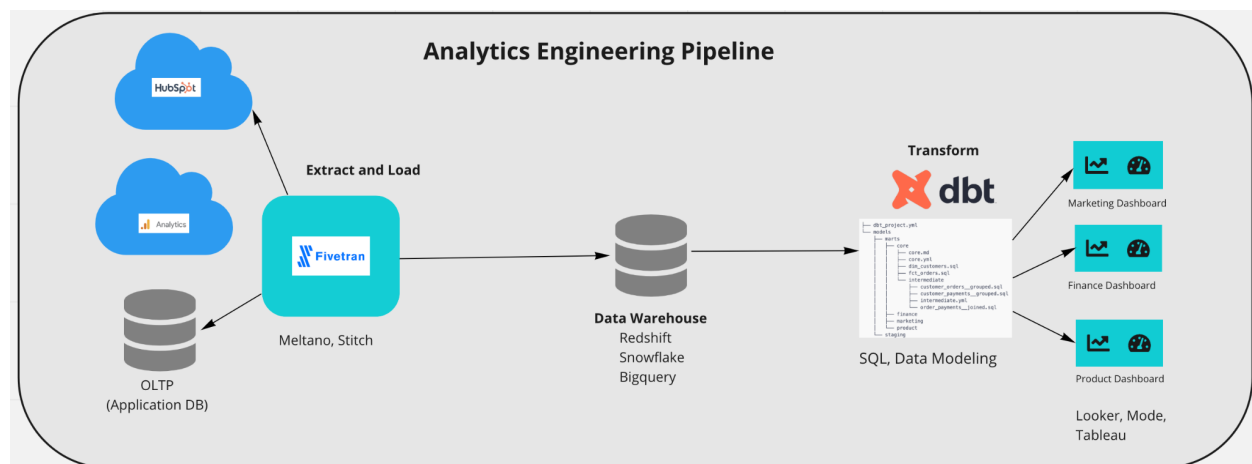 Analytics Engineering Pipeline
HubSpot
Analytics
OLTP
(Application DB)
Extract and Load
Fivetran
Meltano, Stitch
Data Warehouse
Redshift
Snowflake
Bigquery
Transform
dbt
├── dbt_project.yml
└── models
├── marts
├── core
├── core.md
├── core.yml
├── dim_customers.sql
├── fct_orders.sql
└── intermediate
├── customer_orders__grouped.sql
├── customer_payments__grouped.sql
├── intermediate.yml
└── order_payments__joined.sql
├── finance
├── marketing
└── product
└── staging
SQL, Data Modeling
Marketing Dashboard
Finance Dashboard
Product Dashboard
Looker, Mode,
Tableau